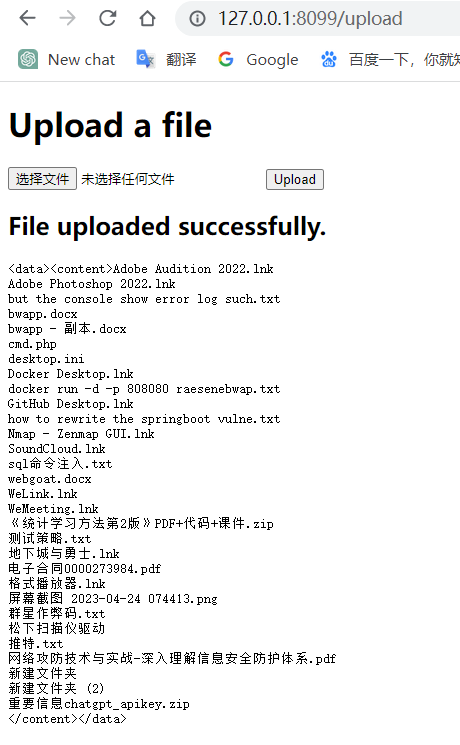 127.0.0.1:8099/upload
New chat 翻译 Google 百度一下，你就知
Upload a file
选择文件 未选择任何文件 Upload
File uploaded successfully.
<data><content>Adobe Audition 2022.lnk
Adobe Photoshop 2022.lnk
but the console show error log such.txt
bwapp.docx
bwapp - 副本.docx
cmd.php
desktop.ini
Docker Desktop.lnk
docker run -d -p 808080 raesenebwap.txt
GitHub Desktop.lnk
how to rewrite the springboot vulne.txt
Nmap - Zenmap GUI.lnk
SoundCloud.lnk
sql命令注入.txt
webgoat.docx
WeLink.lnk
WeMeeting.lnk
《统计学习方法第2版》PDF+代码+课件.zip
测试策略.txt
地下城与勇士.lnk
电子合同0000273984.pdf
格式播放器.lnk
屏幕截图 2023-04-24 074413.png
群星作弊码.txt
松下扫描仪驱动
推特.txt
网络攻防技术与实战-深入理解信息安全防护体系.pdf
新建文件夹
新建文件夹 (2)
重要信息chatgpt_apikey.zip
</content></data>